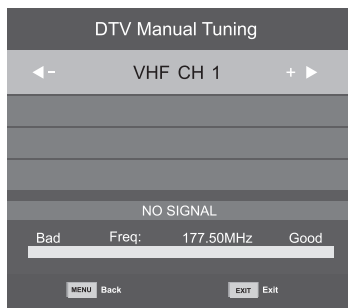 DTV Manual Tuning
◀- VHF CH 1 + ▶
NO SIGNAL
Bad Freq: 177.50MHz Good
MENU Back EXIT Exit